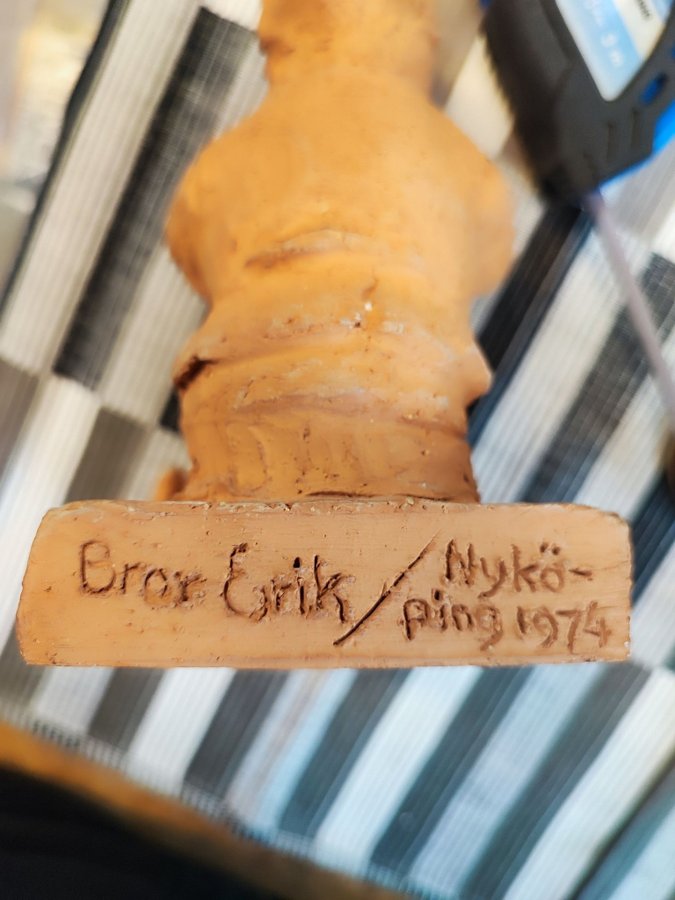 Bror Erik / Nykö-
ping 1974